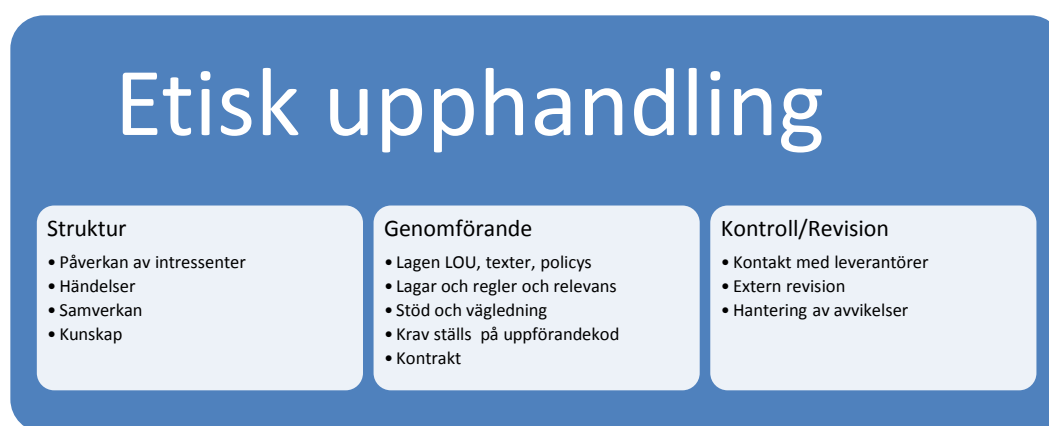 Etisk upphandling
Struktur
• Påverkan av intressenter
• Händelser
• Samverkan
• Kunskap
Genomförande
• Lagen LOU, texter, policys
• Lagar och regler och relevans
• Stöd och vägledning
• Krav ställs  på uppförandekod
• Kontrakt
Kontroll/Revision
• Kontakt med leverantörer
• Extern revision
• Hantering av avvikelser